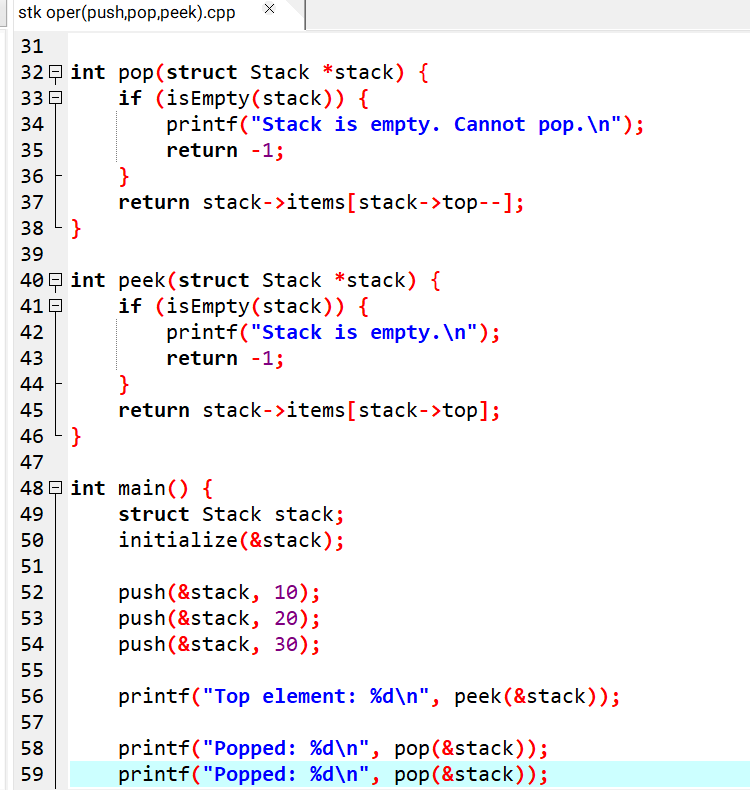 stk oper(push,pop,peek).cpp ×
31
32 int pop(struct Stack *stack) {
33     if (isEmpty(stack)) {
34         printf("Stack is empty. Cannot pop.\n");
35         return -1;
36     }
37     return stack->items[stack->top--];
38 }
39
40 int peek(struct Stack *stack) {
41     if (isEmpty(stack)) {
42         printf("Stack is empty.\n");
43         return -1;
44     }
45     return stack->items[stack->top];
46 }
47
48 int main() {
49     struct Stack stack;
50     initialize(&stack);
51
52     push(&stack, 10);
53     push(&stack, 20);
54     push(&stack, 30);
55
56     printf("Top element: %d\n", peek(&stack));
57
58     printf("Popped: %d\n", pop(&stack));
59     printf("Popped: %d\n", pop(&stack));